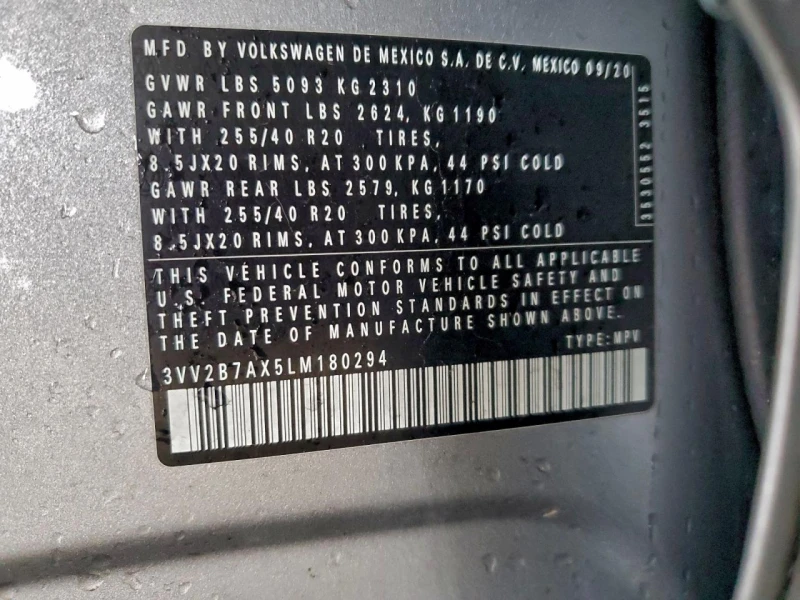 MFD BY VOLKSWAGEN DE MEXICO S.A. DE C.V. MEXICO 09/20
GVWR LBS 5093 KG 2310
GAWR FRONT LBS 2624, KG 1190
WITH 255/40 R20 TIRES,
8.5JX20 RIMS, AT 300 KPA, 44 PSI COLD
GAWR REAR LBS 2579, KG 1170
WITH 255/40 R20 TIRES,
8.5JX20 RIMS, AT 300 KPA, 44 PSI COLD
3530552 3515
THIS VEHICLE CONFORMS TO ALL APPLICABLE
U.S. FEDERAL MOTOR VEHICLE SAFETY AND
THEFT PREVENTION STANDARDS IN EFFECT ON
THE DATE OF MANUFACTURE SHOWN ABOVE.
TYPE: MPV
3VV2B7AX5LM180294